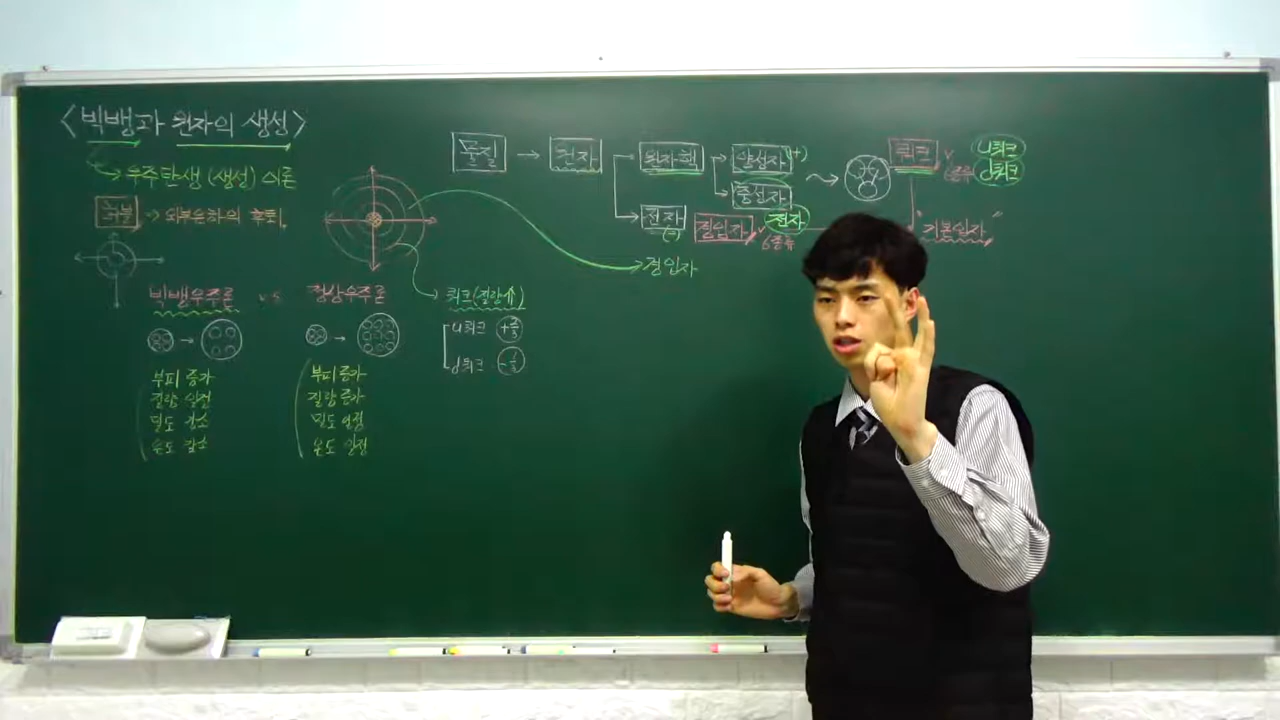 <빅뱅과 원자의 생성>
→ 우주탄생(생성) 이론
허블 → 외부은하의 후퇴
빅뱅우주론 vs 정상우주론
부피 증가
질량 일정
밀도 감소
온도 감소
부피 증가
질량 증가
밀도 일정
온도 일정
물질 → 원자
원자핵
전자 (-)
양성자 (+)
중성자
쿼크 v 6종류
u쿼크
d쿼크
경입자 v 6종류
전자
"기본입자"
경입자
쿼크(질량↑)
u쿼크 +2/3
d쿼크 -1/3